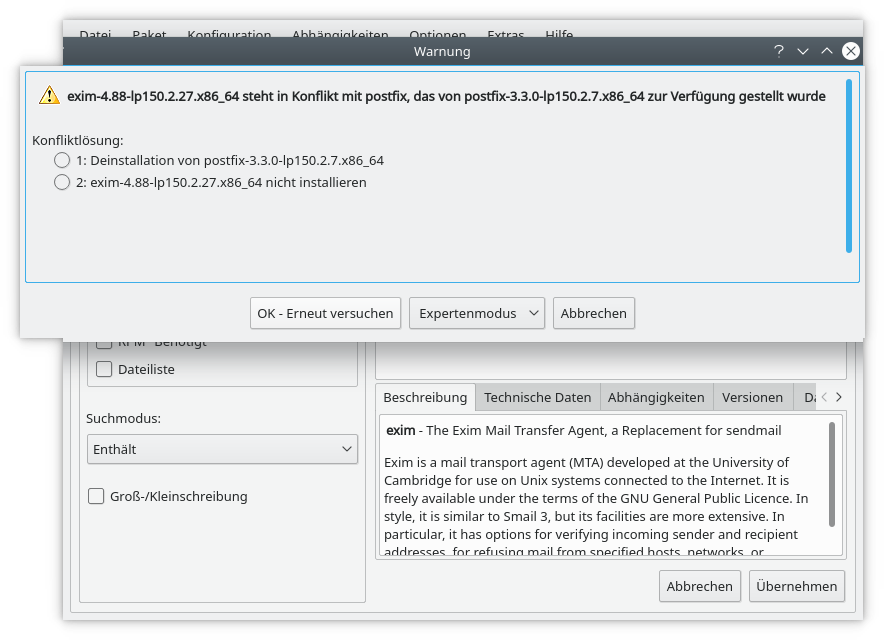 Datei Paket Konfiguration Abhängigkeiten Optionen Extras Hilfe
Warnung
exim-4.88-lp150.2.27.x86_64 steht in Konflikt mit postfix, das von postfix-3.3.0-lp150.2.7.x86_64 zur Verfügung gestellt wurde
Konfliktlösung:
1: Deinstallation von postfix-3.3.0-lp150.2.7.x86_64
2: exim-4.88-lp150.2.27.x86_64 nicht installieren
OK - Erneut versuchen Expertenmodus Abbrechen
RPM "Benötigt"
Dateiliste
Suchmodus:
Enthält
Groß-/Kleinschreibung
Beschreibung Technische Daten Abhängigkeiten Versionen
exim - The Exim Mail Transfer Agent, a Replacement for sendmail
Exim is a mail transport agent (MTA) developed at the University of
Cambridge for use on Unix systems connected to the Internet. It is
freely available under the terms of the GNU General Public Licence. In
style, it is similar to Smail 3, but its facilities are more extensive. In
particular, it has options for verifying incoming sender and recipient
addresses, for refusing mail from specified hosts, networks, or
Abbrechen Übernehmen